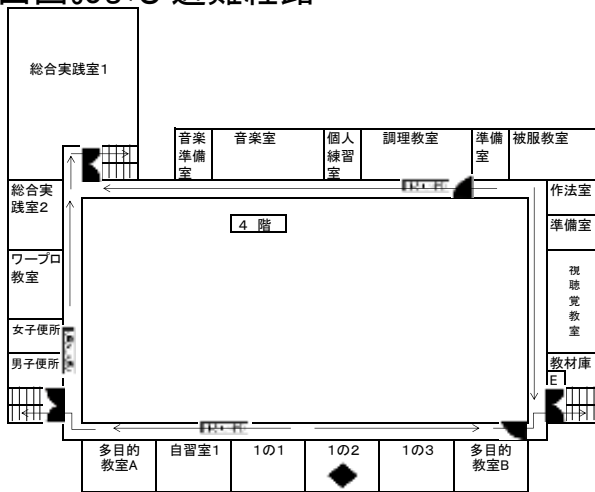 総合実践室1
音楽
準備
室
音楽室
個人
練習
室
調理教室
準備
室
被服教室
総合実
践室2
作法室
4 階
準備室
ワープロ
教室
視
聴
覚
教
室
女子便所
男子便所
教材庫
E
多目的
教室A
自習室1
1の1
1の2
1の3
多目的
教室B